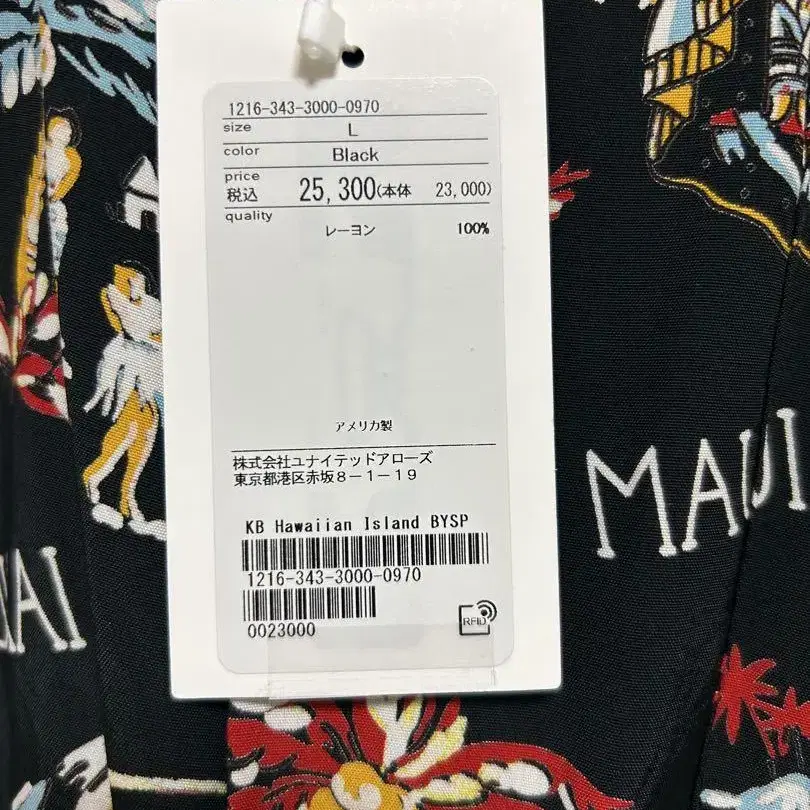 1216-343-3000-0970
size L
color Black
price
税込 25,300(本体 23,000)
quality
レーヨン 100%
アメリカ製
株式会社ユナイテッドアローズ
東京都港区赤坂8-1-19
KB Hawaiian Island BYSP
1216-343-3000-0970
0023000
RFID
MAUI